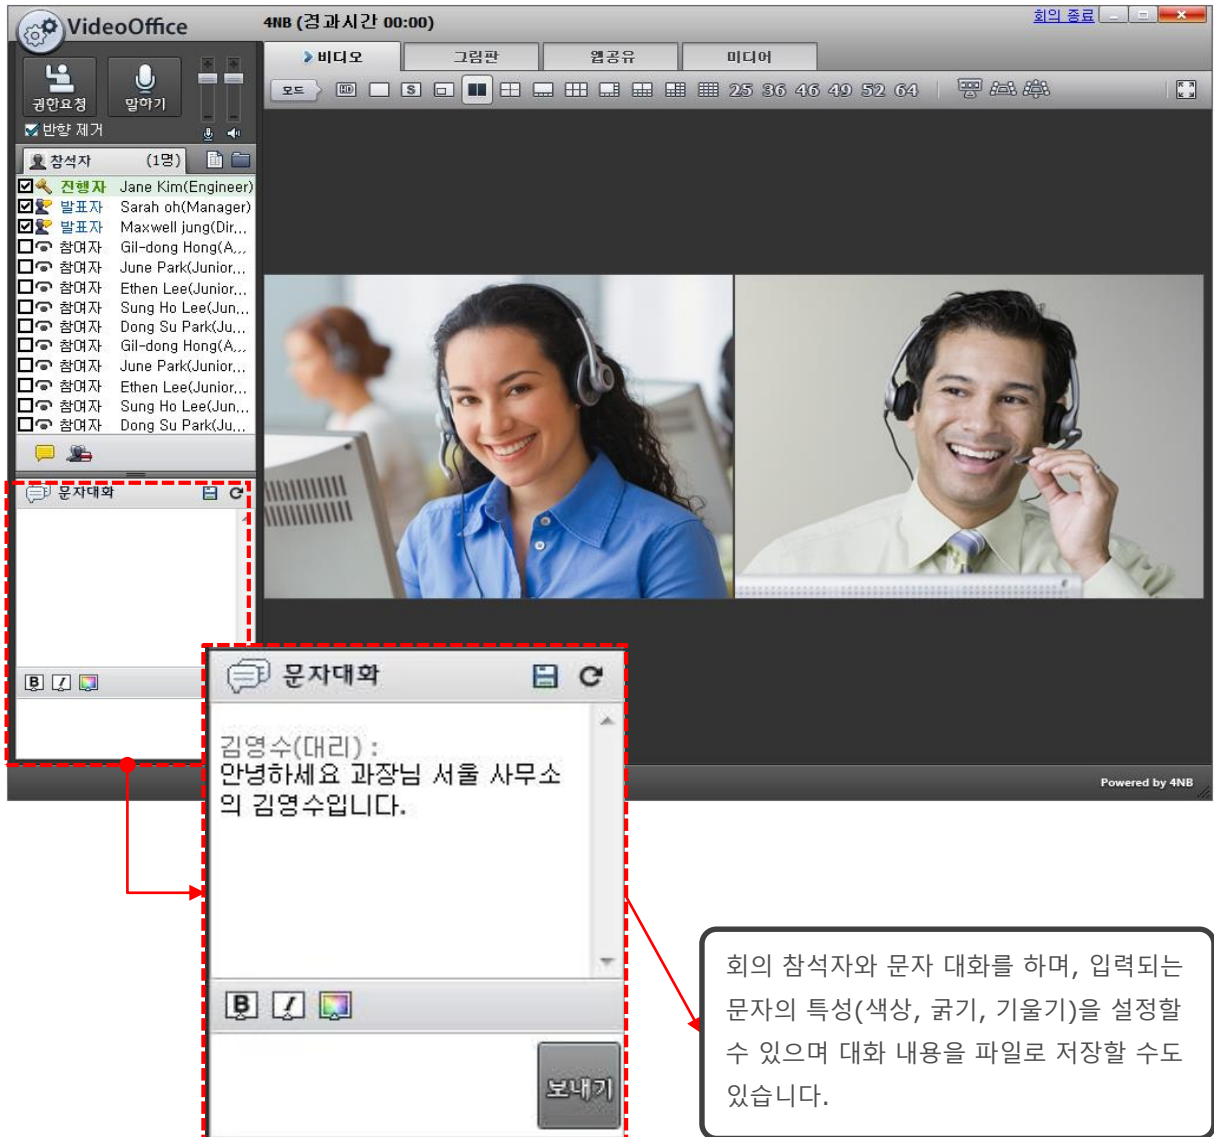 VideoOffice
4NB (경과시간 00:00)
회의 종료
비디오
그림판
웹공유
미디어
모드
HD
S
25 36 46 49 52 64
권한요청
말하기
반향 제거
참석자 (1명)
진행자 Jane Kim(Engineer)
발표자 Sarah oh(Manager)
발표자 Maxwell jung(Dir,,,
참여자 Gil-dong Hong(A,,,
참여자 June Park(Junior,,,
참여자 Ethen Lee(Junior,,,
참여자 Sung Ho Lee(Jun,,,
참여자 Dong Su Park(Ju,,,
참여자 Gil-dong Hong(A,,,
참여자 June Park(Junior,,,
참여자 Ethen Lee(Junior,,,
참여자 Sung Ho Lee(Jun,,,
참여자 Dong Su Park(Ju,,,
문자대화
B I
Powered by 4NB
문자대화
김영수(대리) :
안녕하세요 과장님 서울 사무소
의 김영수입니다.
B I
보내기
회의 참석자와 문자 대화를 하며, 입력되는
문자의 특성(색상, 굵기, 기울기)을 설정할
수 있으며 대화 내용을 파일로 저장할 수도
있습니다.